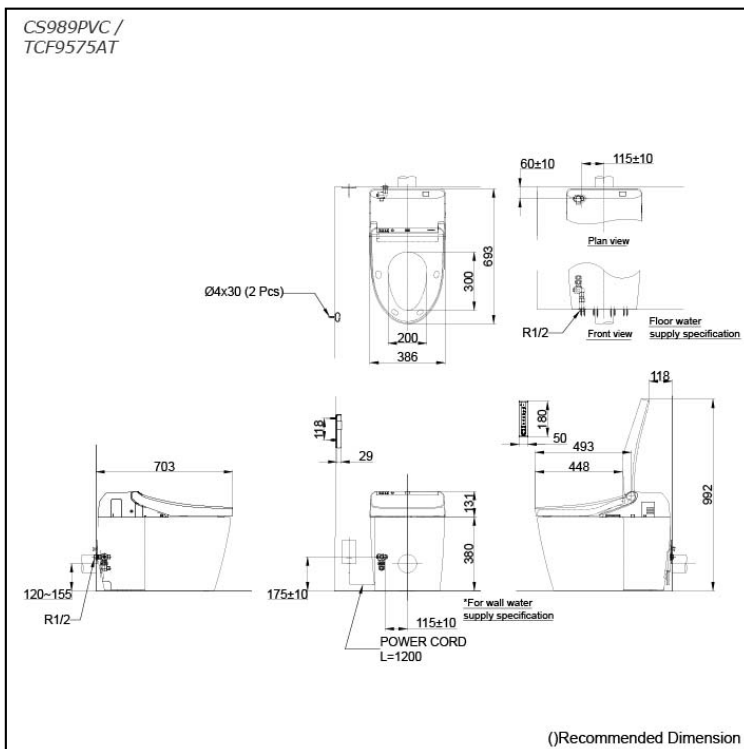 CS989PVC /
TCF9575AT
60±10
115±10
Plan view
693
300
Ø4x30 (2 Pcs)
200
386
R1/2
Front view
Floor water
supply specification
118
118
29
180
50
493
448
992
703
131
380
120~155
R1/2
175±10
115±10
*For wall water
supply specification
POWER CORD
L=1200
()Recommended Dimension